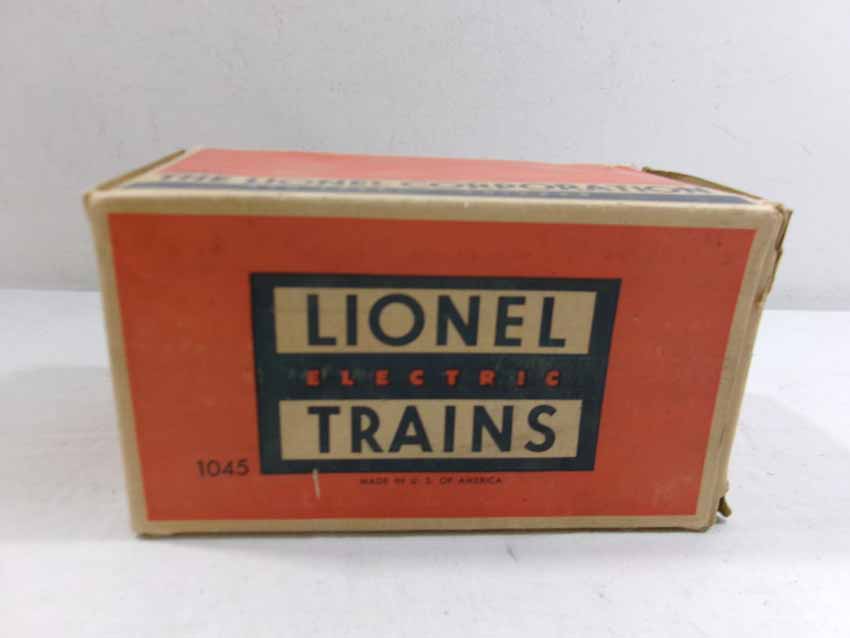 THE LIONEL CORPORATION
LIONEL
ELECTRIC
TRAINS
1045
MADE IN U. S. OF AMERICA